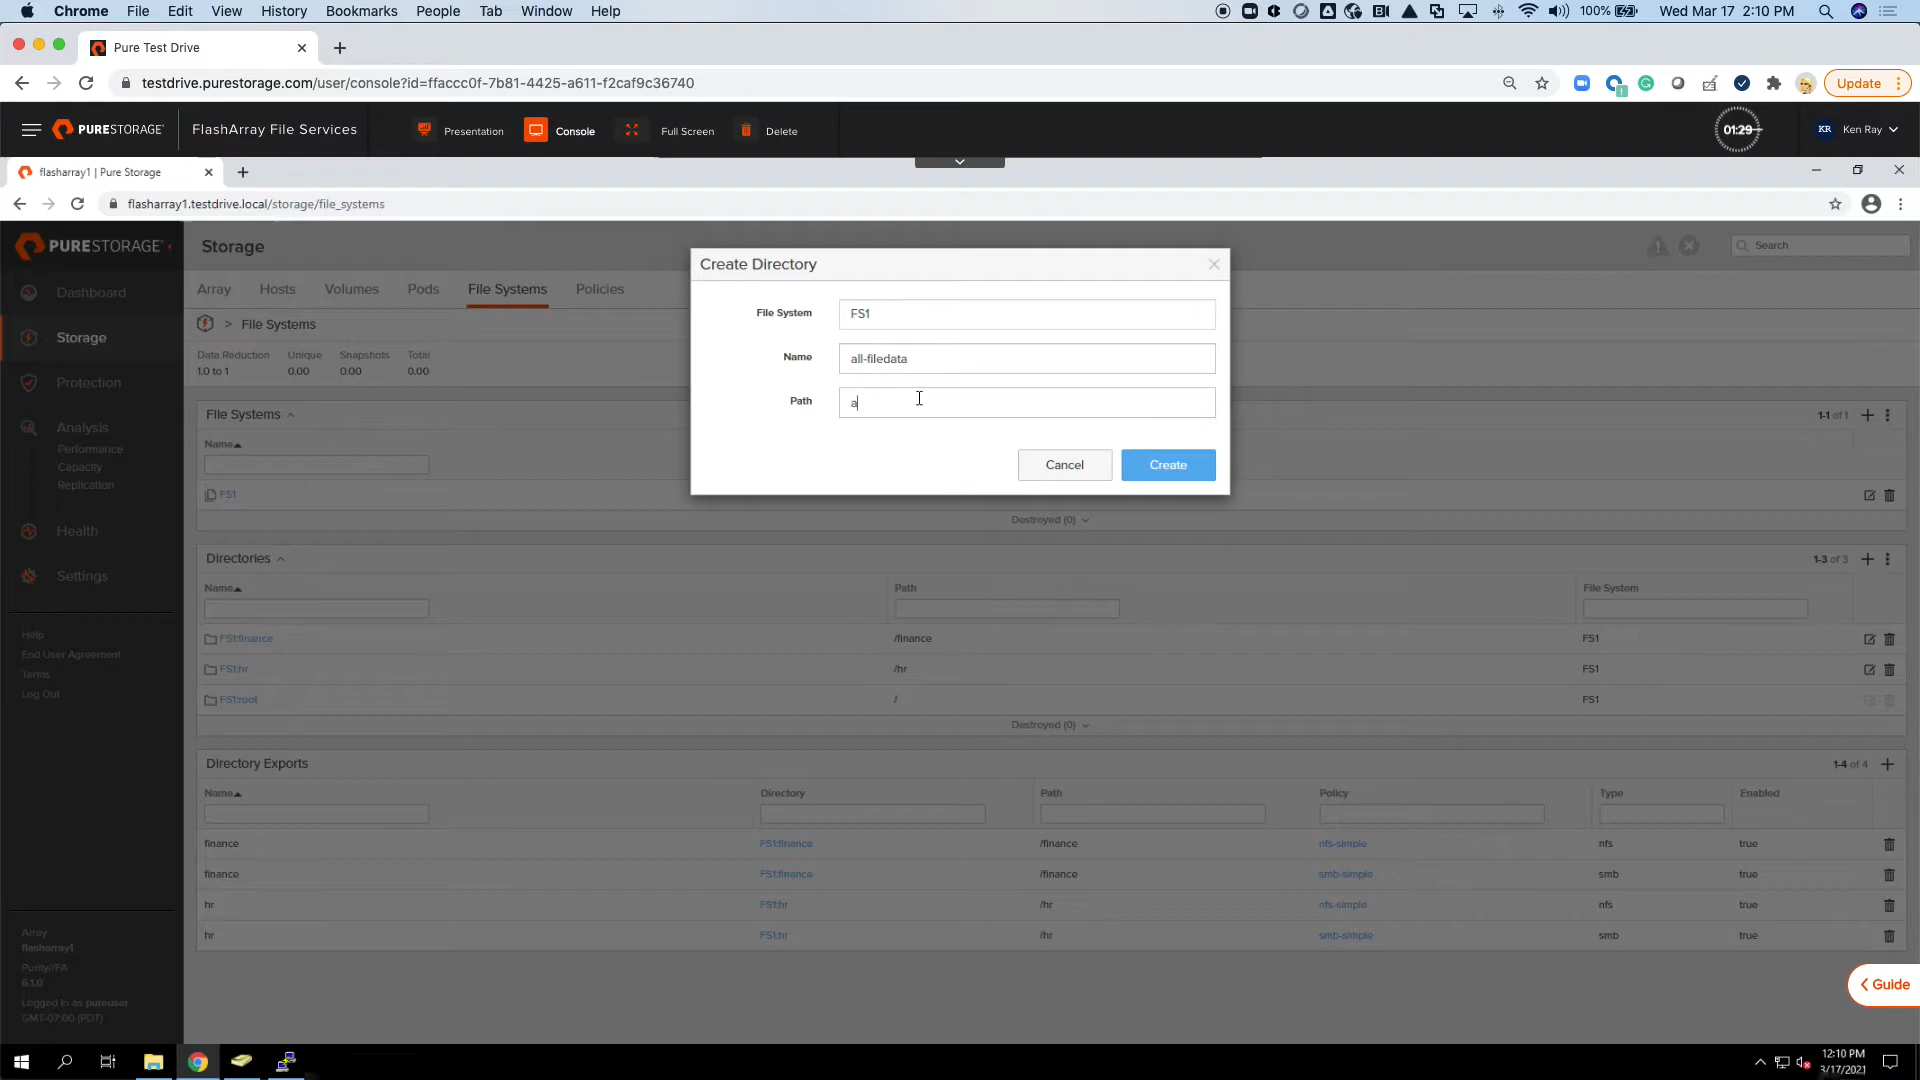 Chrome File Edit View History Bookmarks People Tab Window Help 100% Wed Mar 17 2:10 PM
Pure Test Drive
testdrive.purestorage.com/user/console?id=ffaccc0f-7b81-4425-a611-f2caf9c36740 Update
PURESTORAGE FlashArray File Services Presentation Console Full Screen Delete 01:29 KR Ken Ray
flasharray1 | Pure Storage
flasharray1.testdrive.local/storage/file_systems
PURESTORAGE Storage Search
Create Directory
Dashboard
Storage
Protection
Analysis
Performance
Capacity
Replication
Health
Settings
Help
End User Agreement
Terms
Log Out
Array
flasharray1
Purity//FA
6.1.0
Logged in as pureuser
GMT-07:00 (PDT)
Array Hosts Volumes Pods File Systems Policies
> File Systems
Data Reduction Unique Snapshots Total
1.0 to 1 0.00 0.00 0.00
File System FS1
Name all-filedata
Path a
Cancel Create
File Systems 1-1 of 1
Name
FS1
Destroyed (0)
Directories 1-3 of 3
Name Path File System
FS1:finance /finance FS1
FS1:hr /hr FS1
FS1:root / FS1
Destroyed (0)
Directory Exports 1-4 of 4
Name Directory Path Policy Type Enabled
finance FS1:finance /finance nfs-simple nfs true
finance FS1:finance /finance smb-simple smb true
hr FS1:hr /hr nfs-simple nfs true
hr FS1:hr /hr smb-simple smb true
Guide
12:10 PM
3/17/2021